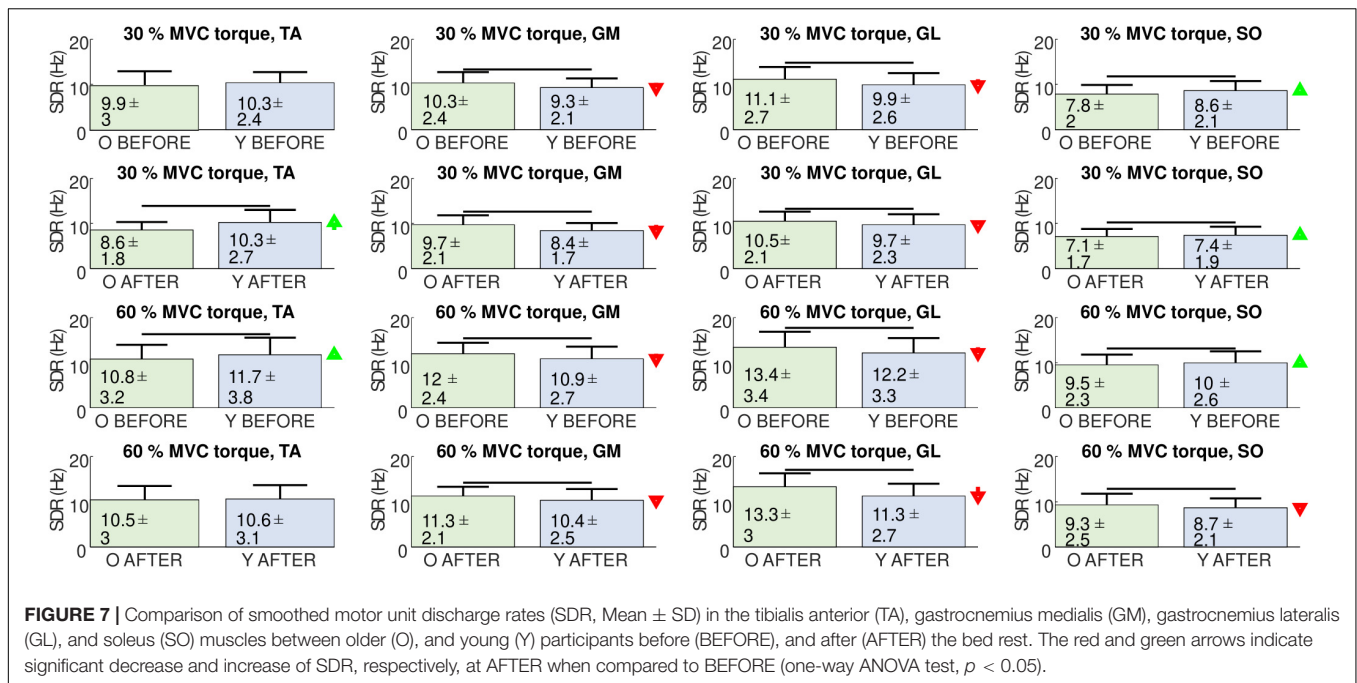 30 % MVC torque, TA
20
10
0
SDR (Hz)
9.9 ±
3
10.3 ±
2.4
O BEFORE
Y BEFORE
30 % MVC torque, GM
20
10
0
SDR (Hz)
10.3 ±
2.4
9.3 ±
2.1
O BEFORE
Y BEFORE
30 % MVC torque, GL
20
10
0
SDR (Hz)
11.1 ±
2.7
9.9 ±
2.6
O BEFORE
Y BEFORE
30 % MVC torque, SO
20
10
0
SDR (Hz)
7.8 ±
2
8.6 ±
2.1
O BEFORE
Y BEFORE
30 % MVC torque, TA
20
10
0
SDR (Hz)
8.6 ±
1.8
10.3 ±
2.7
O AFTER
Y AFTER
30 % MVC torque, GM
20
10
0
SDR (Hz)
9.7 ±
2.1
8.4 ±
1.7
O AFTER
Y AFTER
30 % MVC torque, GL
20
10
0
SDR (Hz)
10.5 ±
2.1
9.7 ±
2.3
O AFTER
Y AFTER
30 % MVC torque, SO
20
10
0
SDR (Hz)
7.1 ±
1.7
7.4 ±
1.9
O AFTER
Y AFTER
60 % MVC torque, TA
20
10
0
SDR (Hz)
10.8 ±
3.2
11.7 ±
3.8
O BEFORE
Y BEFORE
60 % MVC torque, GM
20
10
0
SDR (Hz)
12 ±
2.4
10.9 ±
2.7
O BEFORE
Y BEFORE
60 % MVC torque, GL
20
10
0
SDR (Hz)
13.4 ±
3.4
12.2 ±
3.3
O BEFORE
Y BEFORE
60 % MVC torque, SO
20
10
0
SDR (Hz)
9.5 ±
2.3
10 ±
2.6
O BEFORE
Y BEFORE
60 % MVC torque, TA
20
10
0
SDR (Hz)
10.5 ±
3
10.6 ±
3.1
O AFTER
Y AFTER
60 % MVC torque, GM
20
10
0
SDR (Hz)
11.3 ±
2.1
10.4 ±
2.5
O AFTER
Y AFTER
60 % MVC torque, GL
20
10
0
SDR (Hz)
13.3 ±
3
11.3 ±
2.7
O AFTER
Y AFTER
60 % MVC torque, SO
20
10
0
SDR (Hz)
9.3 ±
2.5
8.7 ±
2.1
O AFTER
Y AFTER
FIGURE 7 | Comparison of smoothed motor unit discharge rates (SDR, Mean ± SD) in the tibialis anterior (TA), gastrocnemius medialis (GM), gastrocnemius lateralis
(GL), and soleus (SO) muscles between older (O), and young (Y) participants before (BEFORE), and after (AFTER) the bed rest. The red and green arrows indicate
significant decrease and increase of SDR, respectively, at AFTER when compared to BEFORE (one-way ANOVA test, p < 0.05).